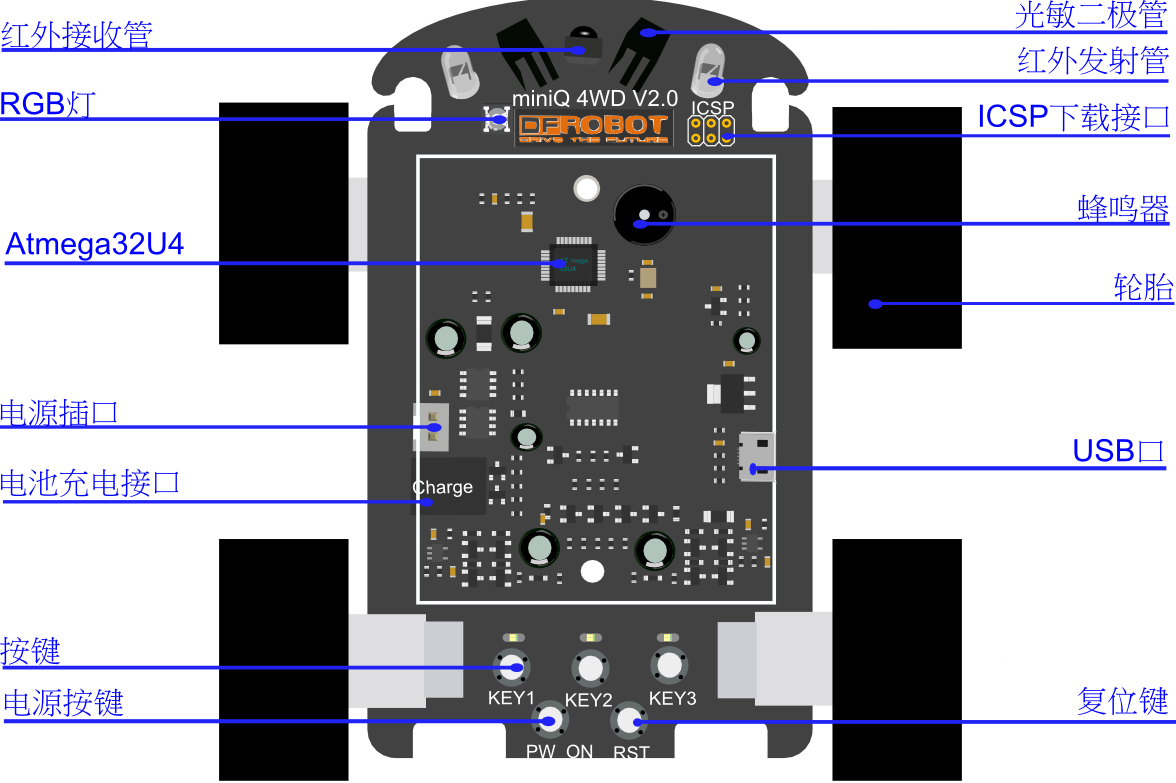 红外接收管
光敏二极管
红外发射管
RGB灯
miniQ 4WD V2.0
ICSP
ICSP下载接口
DFROBOT
DRIVE THE FUTURE
蜂鸣器
Atmega32U4
AT mega
32U4
轮胎
电源插口
USB口
电池充电接口
Charge
按键
KEY1
KEY2
KEY3
电源按键
复位键
PW
ON
RST